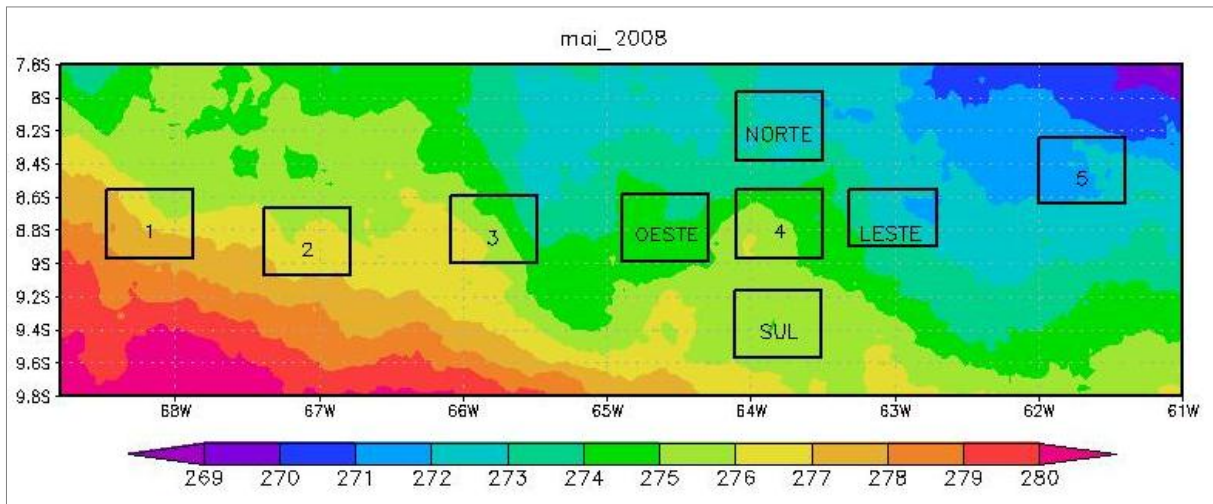 mai_2008
7.6S
8S
NORTE
8.2S
8.4S
5
8.6S
1
3
OESTE
4
LESTE
8.8S
2
9S
9.2S
SUL
9.4S
9.6S
9.8S
68W 67W 66W 65W 64W 63W 62W 61W
269 270 271 272 273 274 275 276 277 278 279 280